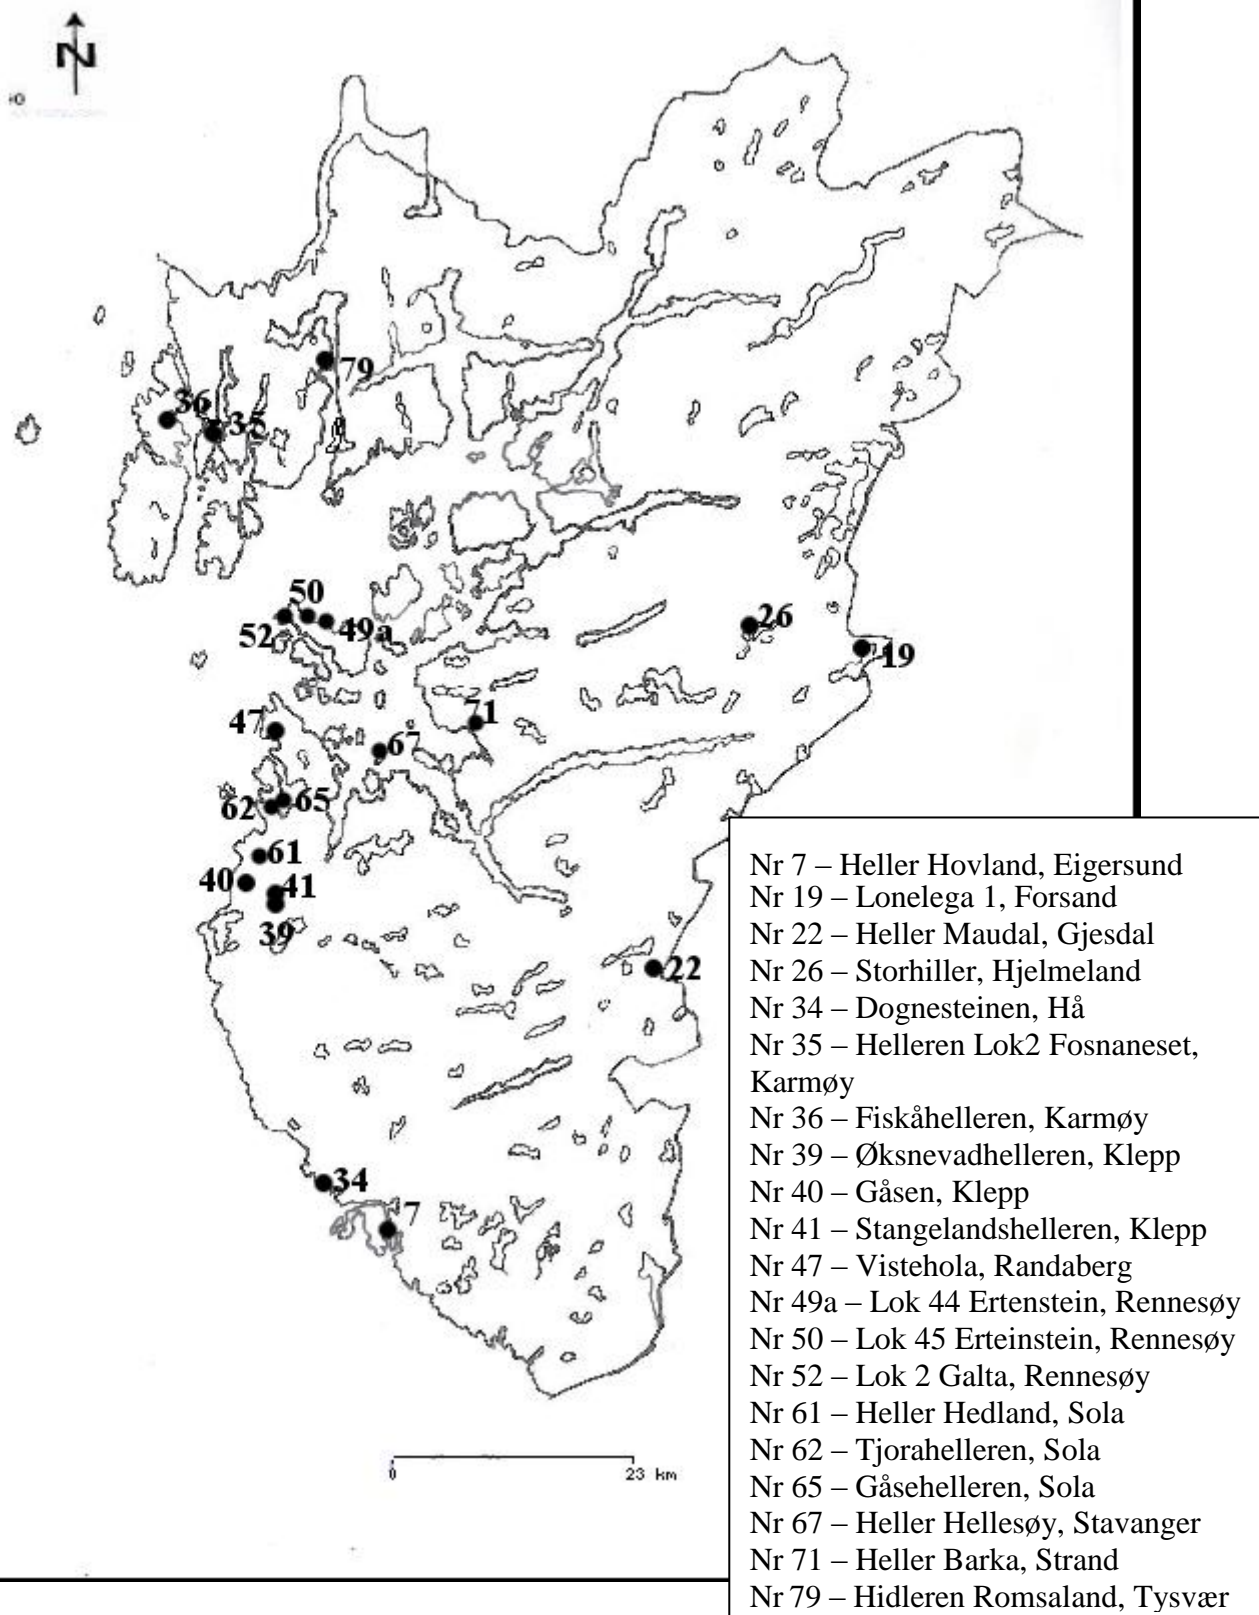 N
79
36
35
50
52
49a
26
19
71
47
67
62
65
61
40
41
39
22
34
7
0
23 km
Nr 7 – Heller Hovland, Eigersund
Nr 19 – Lonelega 1, Forsand
Nr 22 – Heller Maudal, Gjesdal
Nr 26 – Storhiller, Hjelmeland
Nr 34 – Dognesteinen, Hå
Nr 35 – Helleren Lok2 Fosnaneset,
Karmøy
Nr 36 – Fiskåhelleren, Karmøy
Nr 39 – Øksnevadhelleren, Klepp
Nr 40 – Gåsen, Klepp
Nr 41 – Stangelandshelleren, Klepp
Nr 47 – Vistehola, Randaberg
Nr 49a – Lok 44 Ertenstein, Rennesøy
Nr 50 – Lok 45 Erteinstein, Rennesøy
Nr 52 – Lok 2 Galta, Rennesøy
Nr 61 – Heller Hedland, Sola
Nr 62 – Tjorahelleren, Sola
Nr 65 – Gåsehelleren, Sola
Nr 67 – Heller Hellesøy, Stavanger
Nr 71 – Heller Barka, Strand
Nr 79 – Hidleren Romsaland, Tysvær